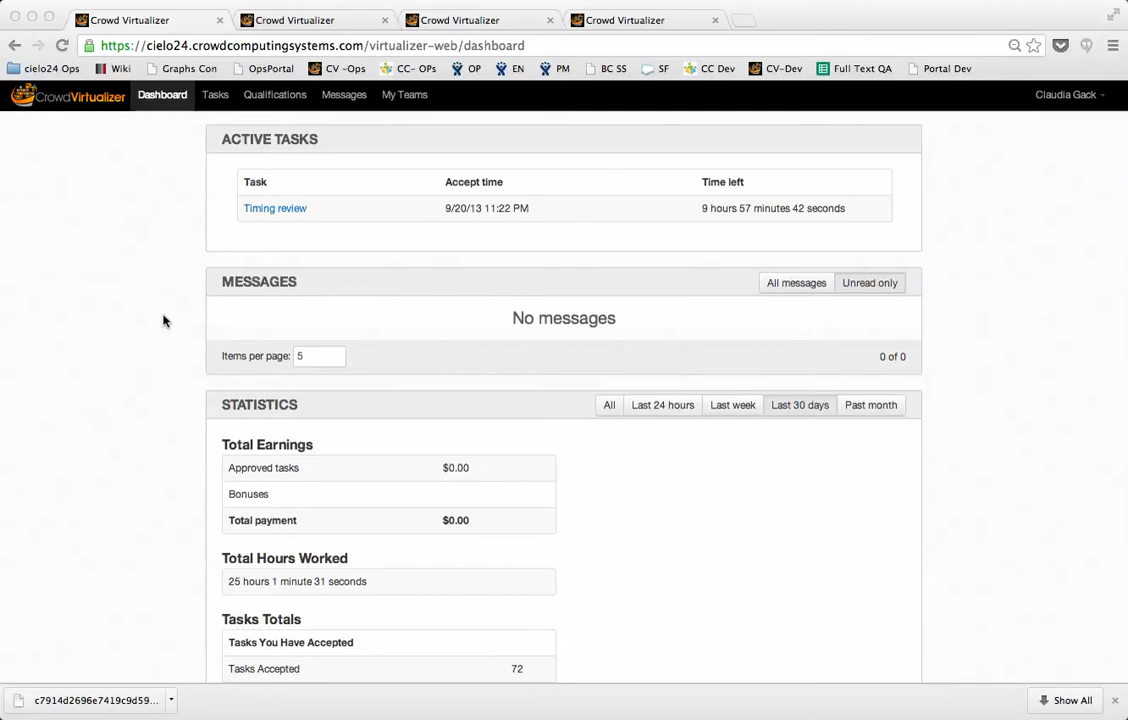 Crowd Virtualizer × Crowd Virtualizer × Crowd Virtualizer × Crowd Virtualizer ×
https://cielo24.crowdcomputingsystems.com/virtualizer-web/dashboard
cielo24 Ops Wiki Graphs Con OpsPortal CV -Ops CC- OPs OP EN PM BC SS SF CC Dev CV-Dev Full Text QA Portal Dev
CrowdVirtualizer Dashboard Tasks Qualifications Messages My Teams Claudia Gack
ACTIVE TASKS
Task Accept time Time left
Timing review 9/20/13 11:22 PM 9 hours 57 minutes 42 seconds
MESSAGES All messages Unread only
No messages
Items per page: 5 0 of 0
STATISTICS All Last 24 hours Last week Last 30 days Past month
Total Earnings
Approved tasks $0.00
Bonuses
Total payment $0.00
Total Hours Worked
25 hours 1 minute 31 seconds
Tasks Totals
Tasks You Have Accepted
Tasks Accepted 72
c7914d2696e7419c9d59... Show All ×